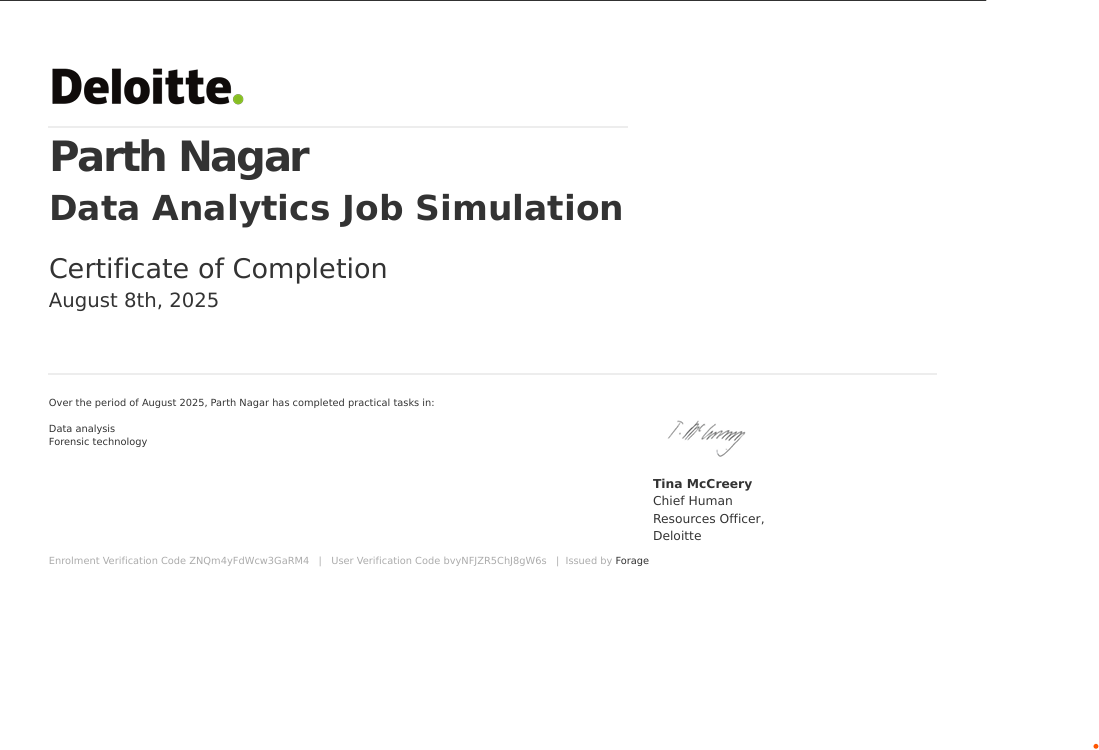 Deloitte.
Parth Nagar
Data Analytics Job Simulation
Certificate of Completion
August 8th, 2025
Over the period of August 2025, Parth Nagar has completed practical tasks in:
Data analysis
Forensic technology
T. McCreery
Tina McCreery
Chief Human
Resources Officer,
Deloitte
Enrolment Verification Code ZNQm4yFdWcw3GaRM4 | User Verification Code bvyNFJZR5ChJ8gW6s | Issued by Forage